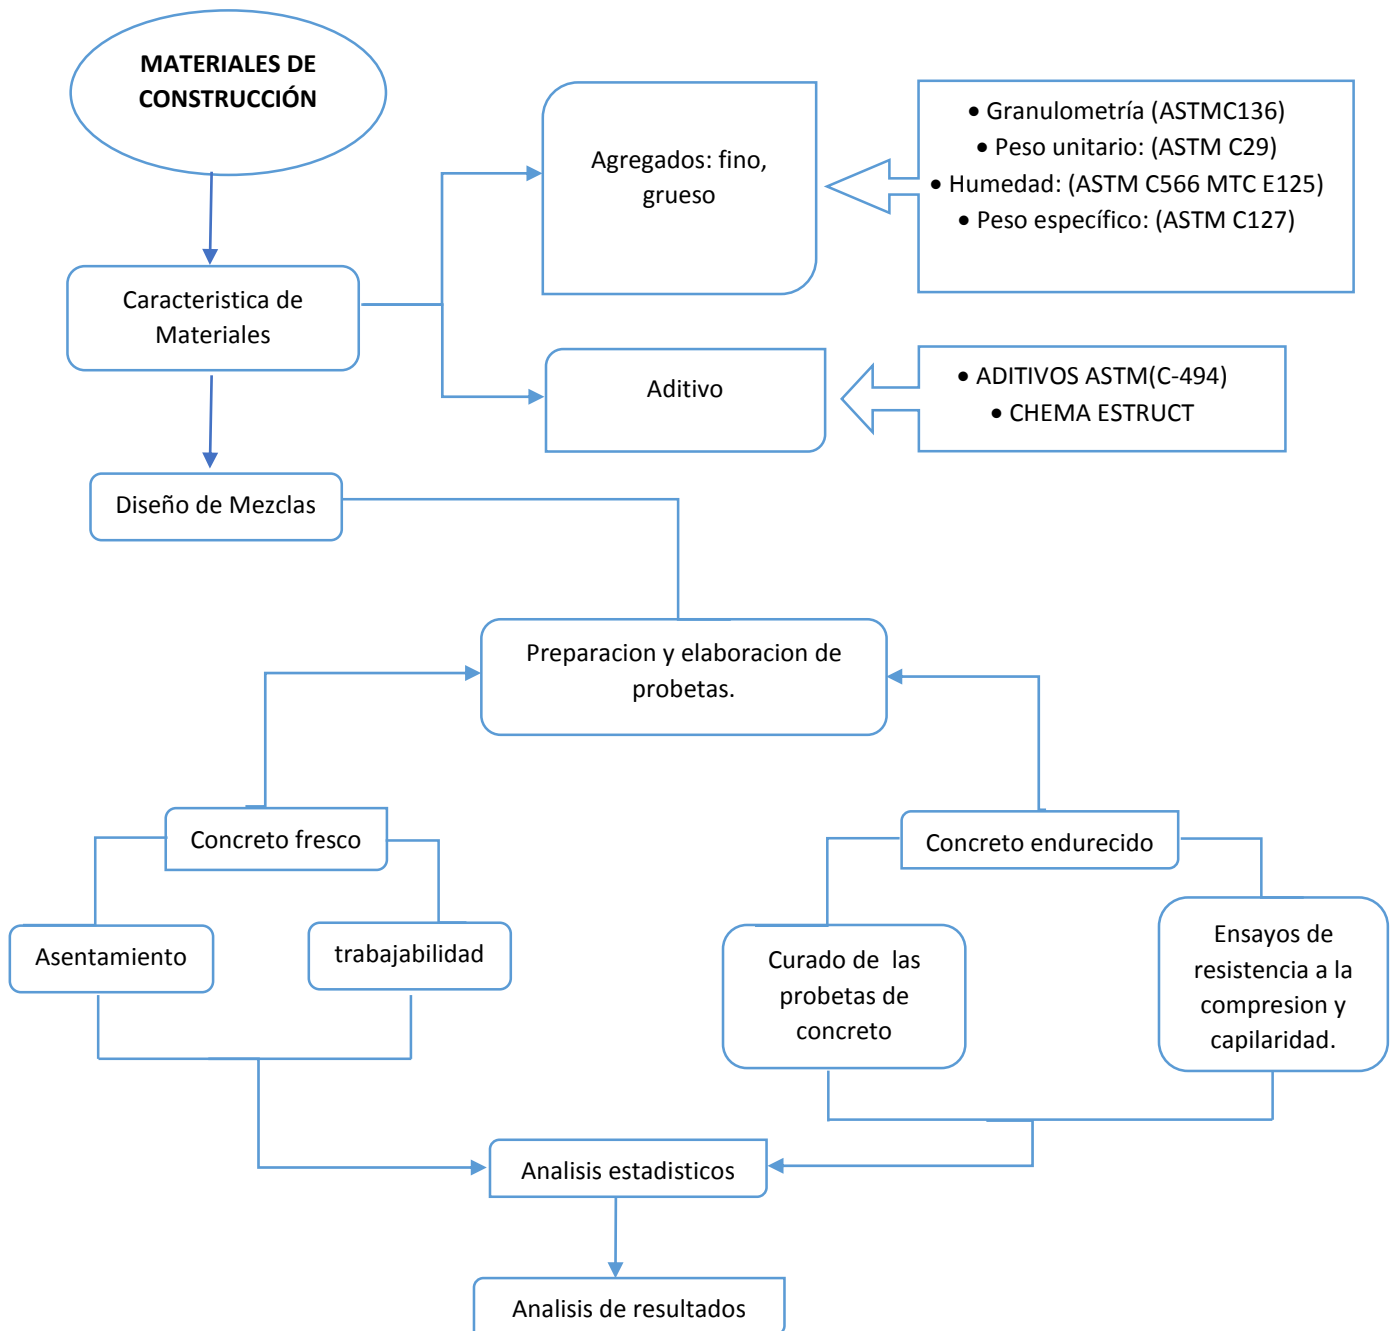 MATERIALES DE
CONSTRUCCIÓN
Agregados: fino,
grueso
• Granulometría (ASTMC136)
• Peso unitario: (ASTM C29)
• Humedad: (ASTM C566 MTC E125)
• Peso específico: (ASTM C127)
Caracteristica de
Materiales
Aditivo
• ADITIVOS ASTM(C-494)
• CHEMA ESTRUCT
Diseño de Mezclas
Preparacion y elaboracion de
probetas.
Concreto fresco
Concreto endurecido
Asentamiento
trabajabilidad
Curado de las
probetas de
concreto
Ensayos de
resistencia a la
compresion y
capilaridad.
Analisis estadisticos
Analisis de resultados